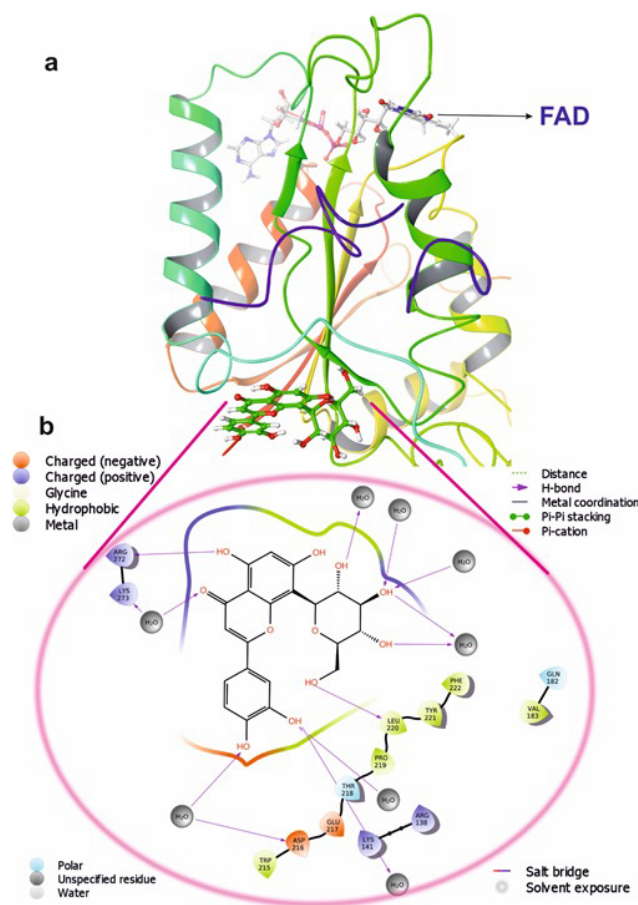 a
FAD
b
Charged (negative)
Charged (positive)
Glycine
Hydrophobic
Metal
Distance
H-bond
Metal coordination
Pi-Pi stacking
Pi-cation
H₂O
H₂O
ARG
272
OH
OH
OH
H₂O
LYS
273
H₂O
O
OH
O
O
OH
H₂O
HO
PHE
222
GLN
182
TYR
221
VAL
183
LEU
220
OH
HO
PRO
219
THR
218
H₂O
H₂O
GLU
217
ARG
138
ASP
216
LYS
141
TRP
215
H₂O
Polar
Unspecified residue
Water
Salt bridge
Solvent exposure